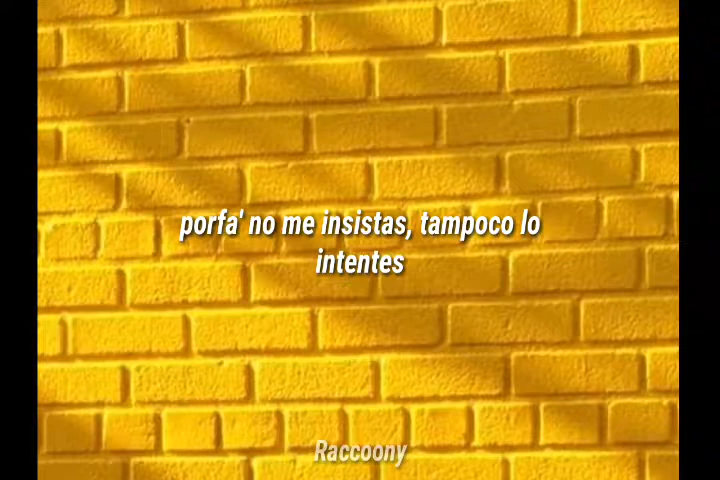 porfa' no me insistas, tampoco lo
intentes
Raccoony